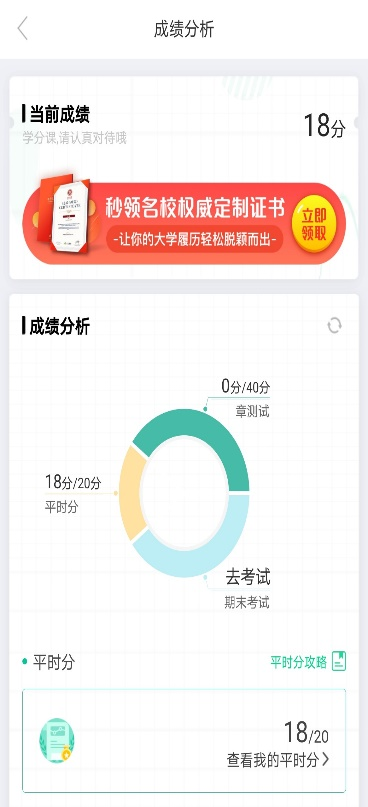 成绩分析
当前成绩
学分课,请认真对待哦
18分
秒领名校权威定制证书
-让你的大学履历轻松脱颖而出-
立即
领取
成绩分析
0分/40分
章测试
18分/20分
平时分
去考试
期末考试
平时分
平时分攻略
18/20
查看我的平时分